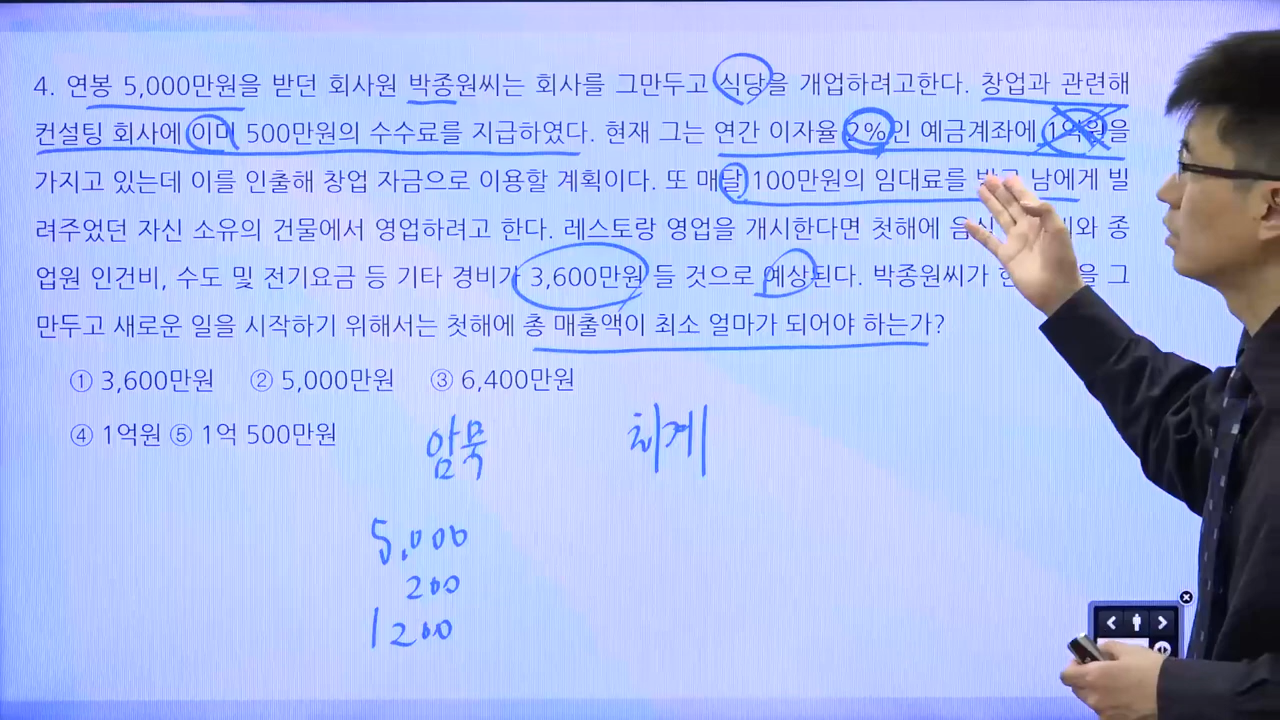 4. 연봉 5,000만원을 받던 회사원 박종원씨는 회사를 그만두고 식당을 개업하려고한다. 창업과 관련해
컨설팅 회사에 이미 500만원의 수수료를 지급하였다. 현재 그는 연간 이자율 2%인 예금계좌에 1억원을
가지고 있는데 이를 인출해 창업 자금으로 이용할 계획이다. 또 매달 100만원의 임대료를 남에게 빌
려주었던 자신 소유의 건물에서 영업하려고 한다. 레스토랑 영업을 개시한다면 첫해에 와 종
업원 인건비, 수도 및 전기요금 등 기타 경비가 3,600만원 들 것으로 예상된다. 박종원씨가 그
만두고 새로운 일을 시작하기 위해서는 첫해에 총 매출액이 최소 얼마가 되어야 하는가?
① 3,600만원 ② 5,000만원 ③ 6,400만원
④ 1억원 ⑤ 1억 500만원
암묵
5,000
200
1200